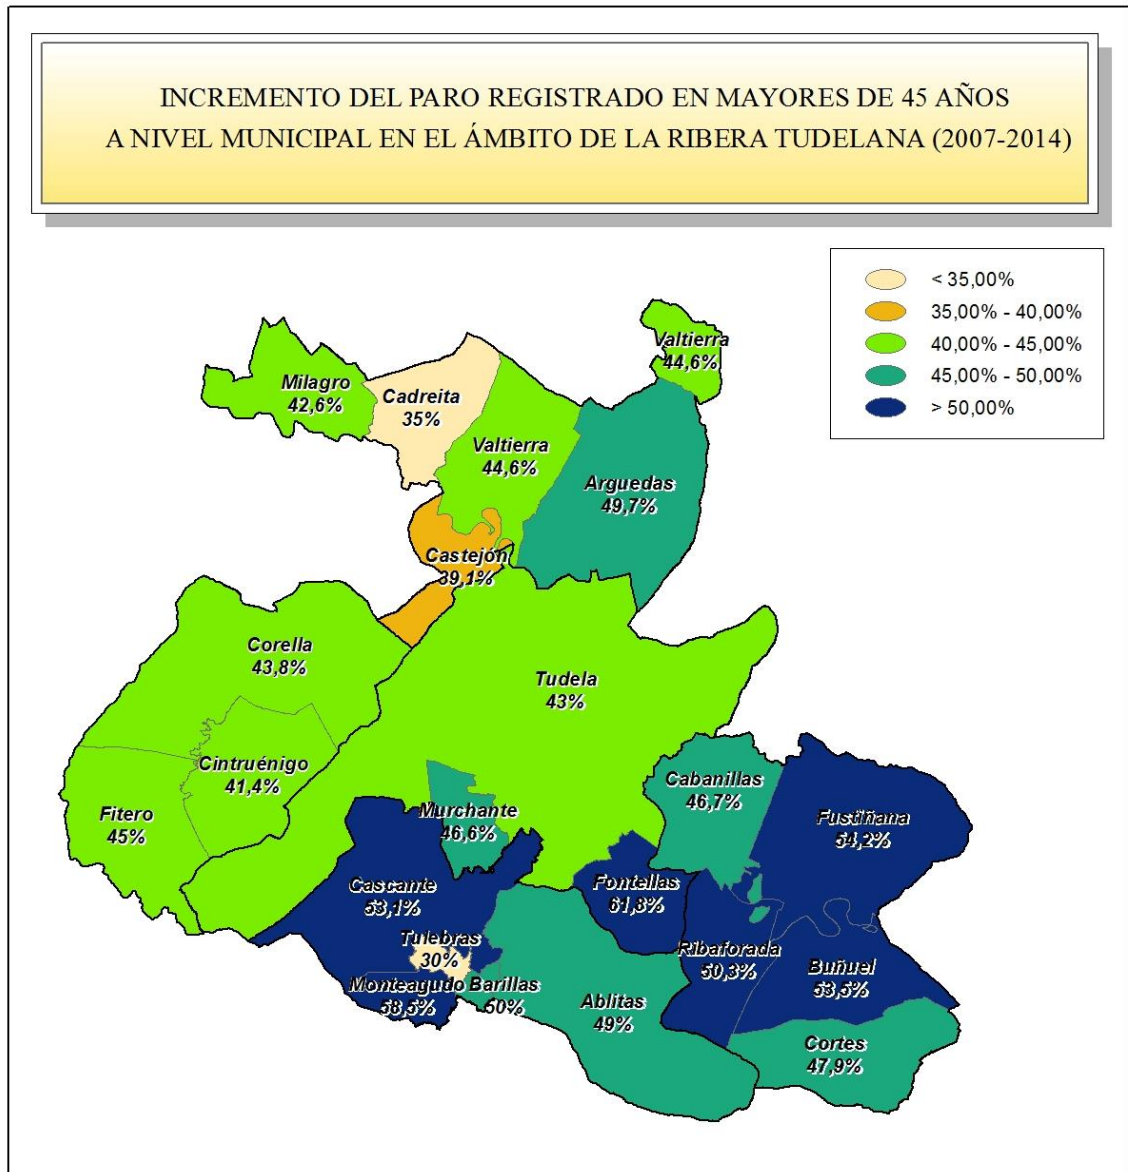 INCREMENTO DEL PARO REGISTRADO EN MAYORES DE 45 AÑOS
A NIVEL MUNICIPAL EN EL ÁMBITO DE LA RIBERA TUDELANA (2007-2014)
< 35,00%
35,00% - 40,00%
40,00% - 45,00%
45,00% - 50,00%
> 50,00%
Valtierra
44,6%
Milagro
42,6%
Cadreita
35%
Valtierra
44,6%
Arguedas
49,7%
Castejón
39,1%
Corella
43,8%
Tudela
43%
Cintruénigo
41,4%
Fitero
45%
Cabanillas
46,7%
Murchante
46,6%
Fustiñana
54,2%
Cascante
53,1%
Fontellas
61,8%
Tulebras
30%
Ribaforada
50,3%
Buñuel
53,5%
Monteagudo
58,5%
Barillas
50%
Ablitas
49%
Cortes
47,9%